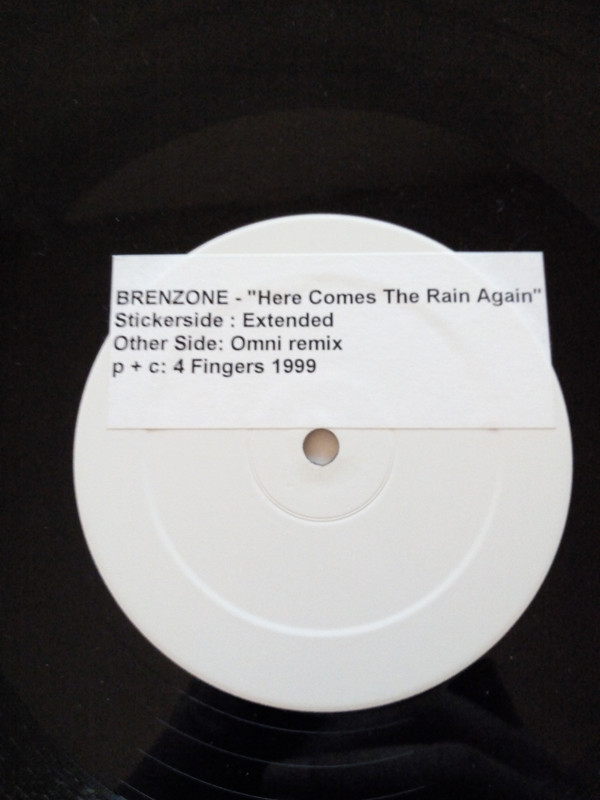 BRENZONE - "Here Comes The Rain Again"
Stickerside : Extended
Other Side: Omni remix
p + c: 4 Fingers 1999